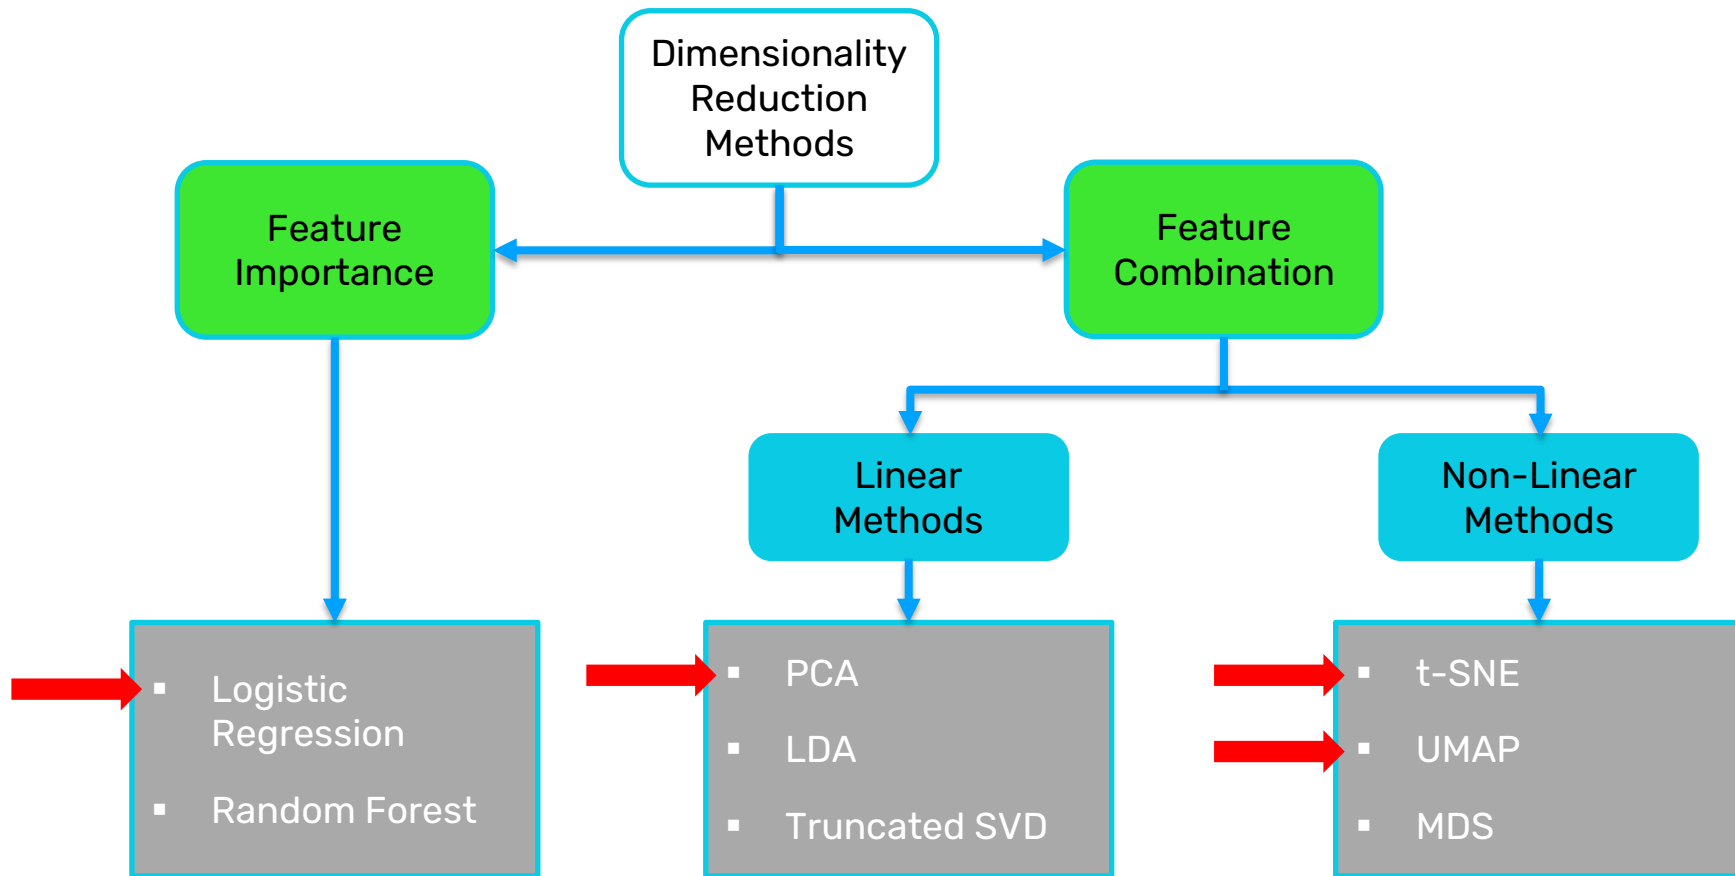 Dimensionality
Reduction
Methods
Feature
Importance
Feature
Combination
Linear
Methods
Non-Linear
Methods
▪ Logistic
Regression
▪ Random Forest
▪ PCA
▪ LDA
▪ Truncated SVD
▪ t-SNE
▪ UMAP
▪ MDS